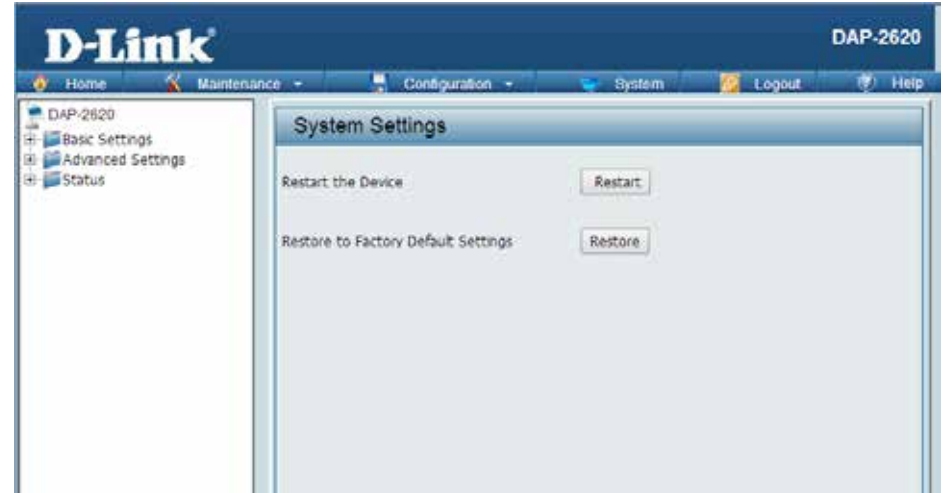 D-Link
DAP-2620
Home Maintenance Configuration System Logout Help
DAP-2620
Basic Settings
Advanced Settings
Status
System Settings
Restart the Device Restart
Restore to Factory Default Settings Restore